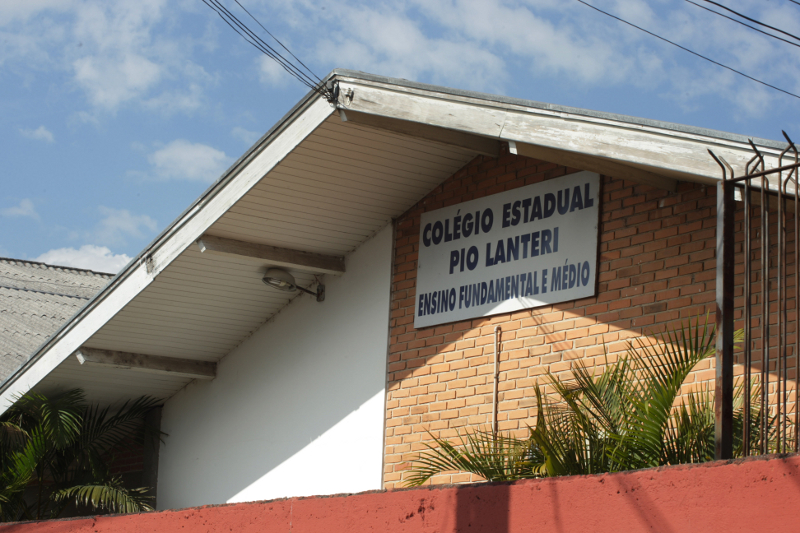 COLÉGIO ESTADUAL
PIO LANTERI
ENSINO FUNDAMENTAL E MÉDIO